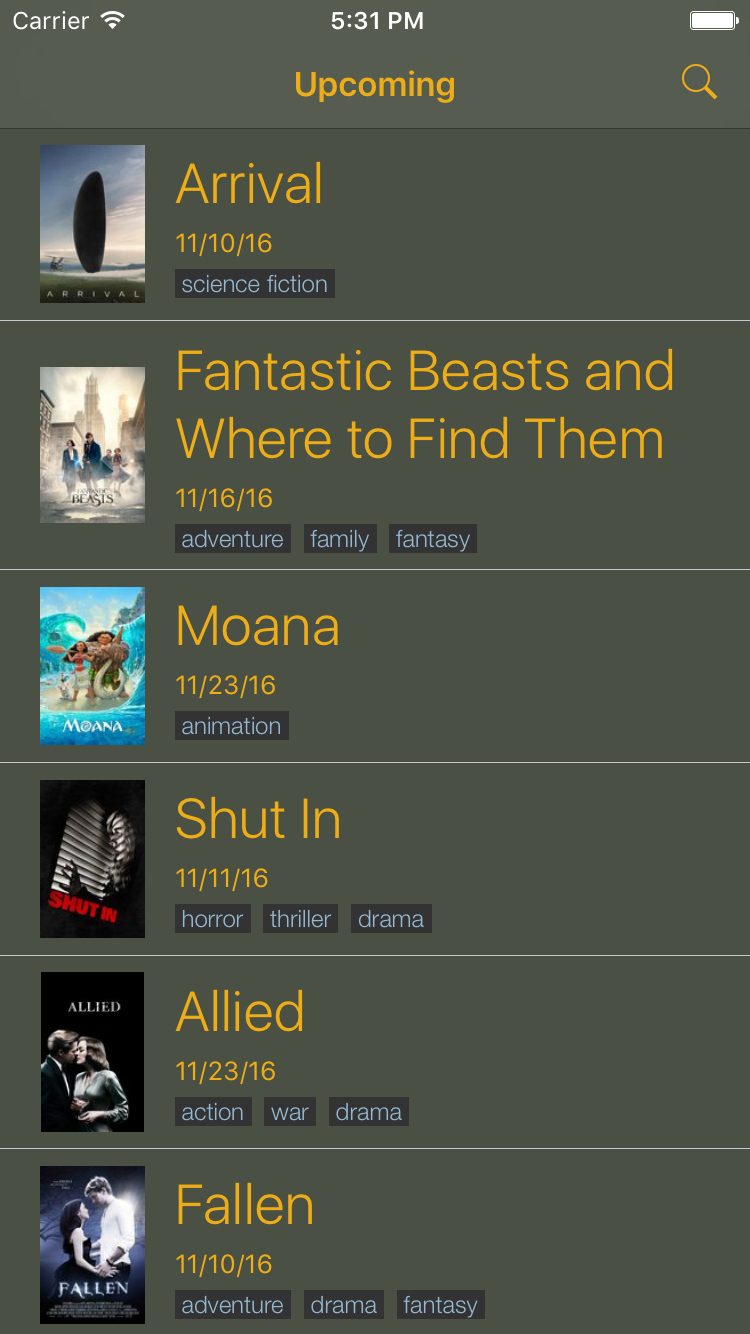 Carrier 5:31 PM
Upcoming
ARRIVAL
Arrival
11/10/16
science fiction
FANTASTIC
BEASTS
Fantastic Beasts and
Where to Find Them
11/16/16
adventure family fantasy
MOANA
Moana
11/23/16
animation
SHUT IN
Shut In
11/11/16
horror thriller drama
ALLIED
Allied
11/23/16
action war drama
FALLEN
Fallen
11/10/16
adventure drama fantasy